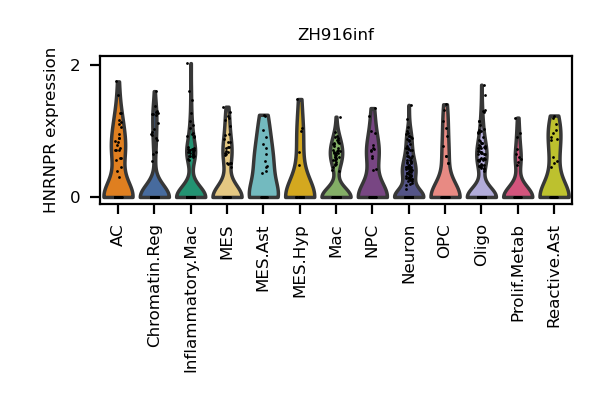 ZH916inf
HNRNPR expression
2
0
AC
Chromatin.Reg
Inflammatory.Mac
MES
MES.Ast
MES.Hyp
Mac
NPC
Neuron
OPC
Oligo
Prolif.Metab
Reactive.Ast